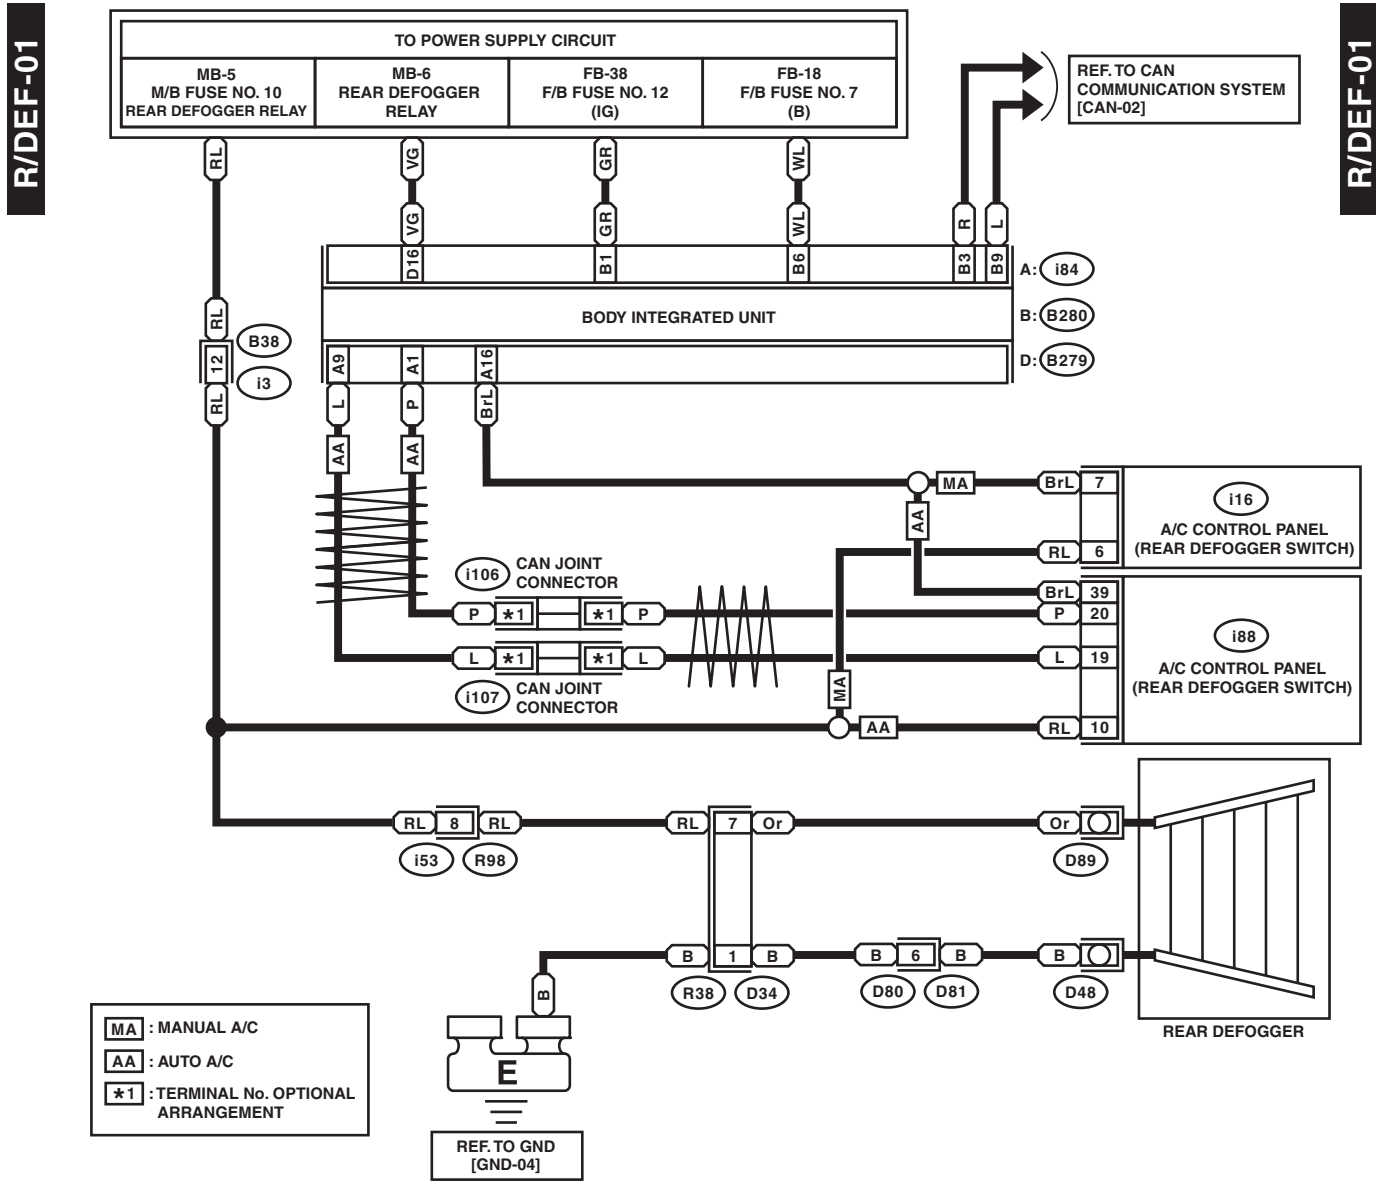 R/DEF-01
R/DEF-01
TO POWER SUPPLY CIRCUIT
MB-5
M/B FUSE NO. 10
REAR DEFOGGER RELAY
MB-6
REAR DEFOGGER
RELAY
FB-38
F/B FUSE NO. 12
(IG)
FB-18
F/B FUSE NO. 7
(B)
REF. TO CAN
COMMUNICATION SYSTEM
[CAN-02]
RL
VG
GR
WL
VG
GR
WL
R
L
D16
B1
B6
B3
B9
A: i84
BODY INTEGRATED UNIT
B: B280
D: B279
RL
12
RL
B38
i3
A9
A1
A16
L
P
BrL
AA
AA
MA
BrL
7
i16
A/C CONTROL PANEL
(REAR DEFOGGER SWITCH)
AA
RL
6
i106
CAN JOINT
CONNECTOR
BrL
39
P
*1
*1
P
P
20
i88
A/C CONTROL PANEL
(REAR DEFOGGER SWITCH)
L
*1
*1
L
L
19
i107
CAN JOINT
CONNECTOR
MA
AA
RL
10
RL
8
RL
RL
7
Or
Or
i53
R98
D89
B
1
B
B
6
B
B
R38
D34
D80
D81
D48
B
REAR DEFOGGER
E
MA : MANUAL A/C
AA : AUTO A/C
*1 : TERMINAL No. OPTIONAL
ARRANGEMENT
REF. TO GND
[GND-04]